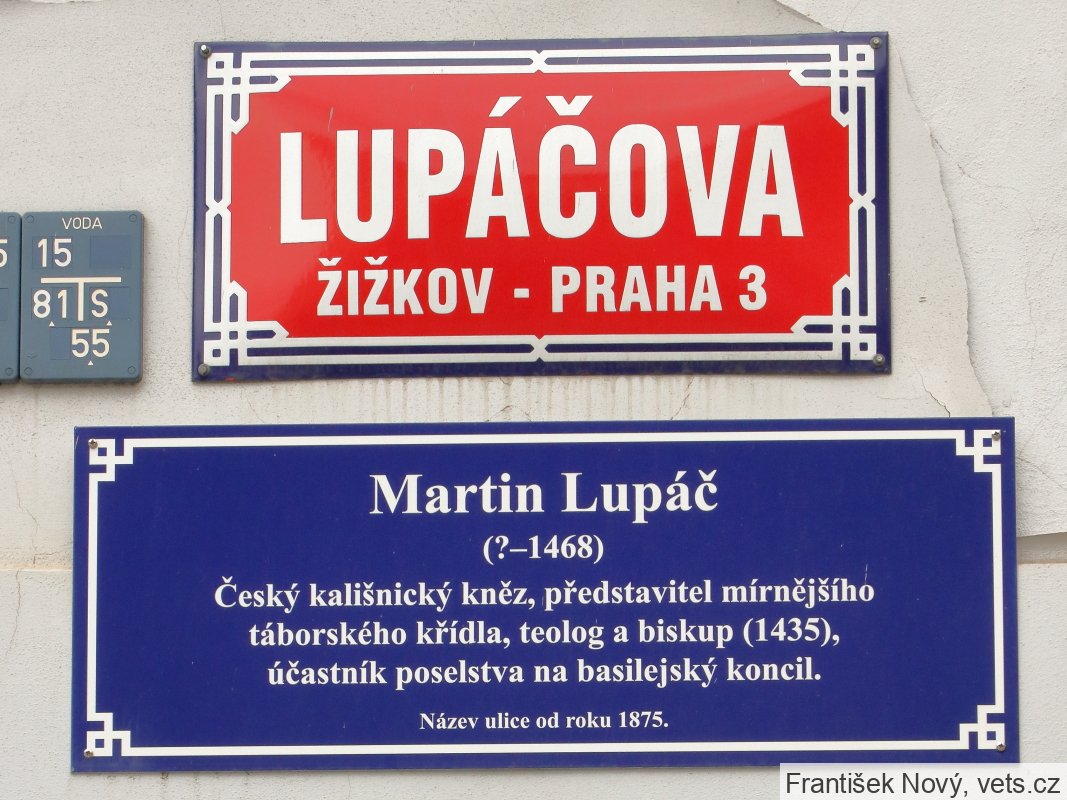 LUPÁČOVA
ŽIŽKOV - PRAHA 3
5
VODA
15
81 S
55
Martin Lupáč
(?–1468)
Český kališnický kněz, představitel mírnějšího
táborského křídla, teolog a biskup (1435),
účastník poselstva na basilejský koncil.
Název ulice od roku 1875.
František Nový, vets.cz